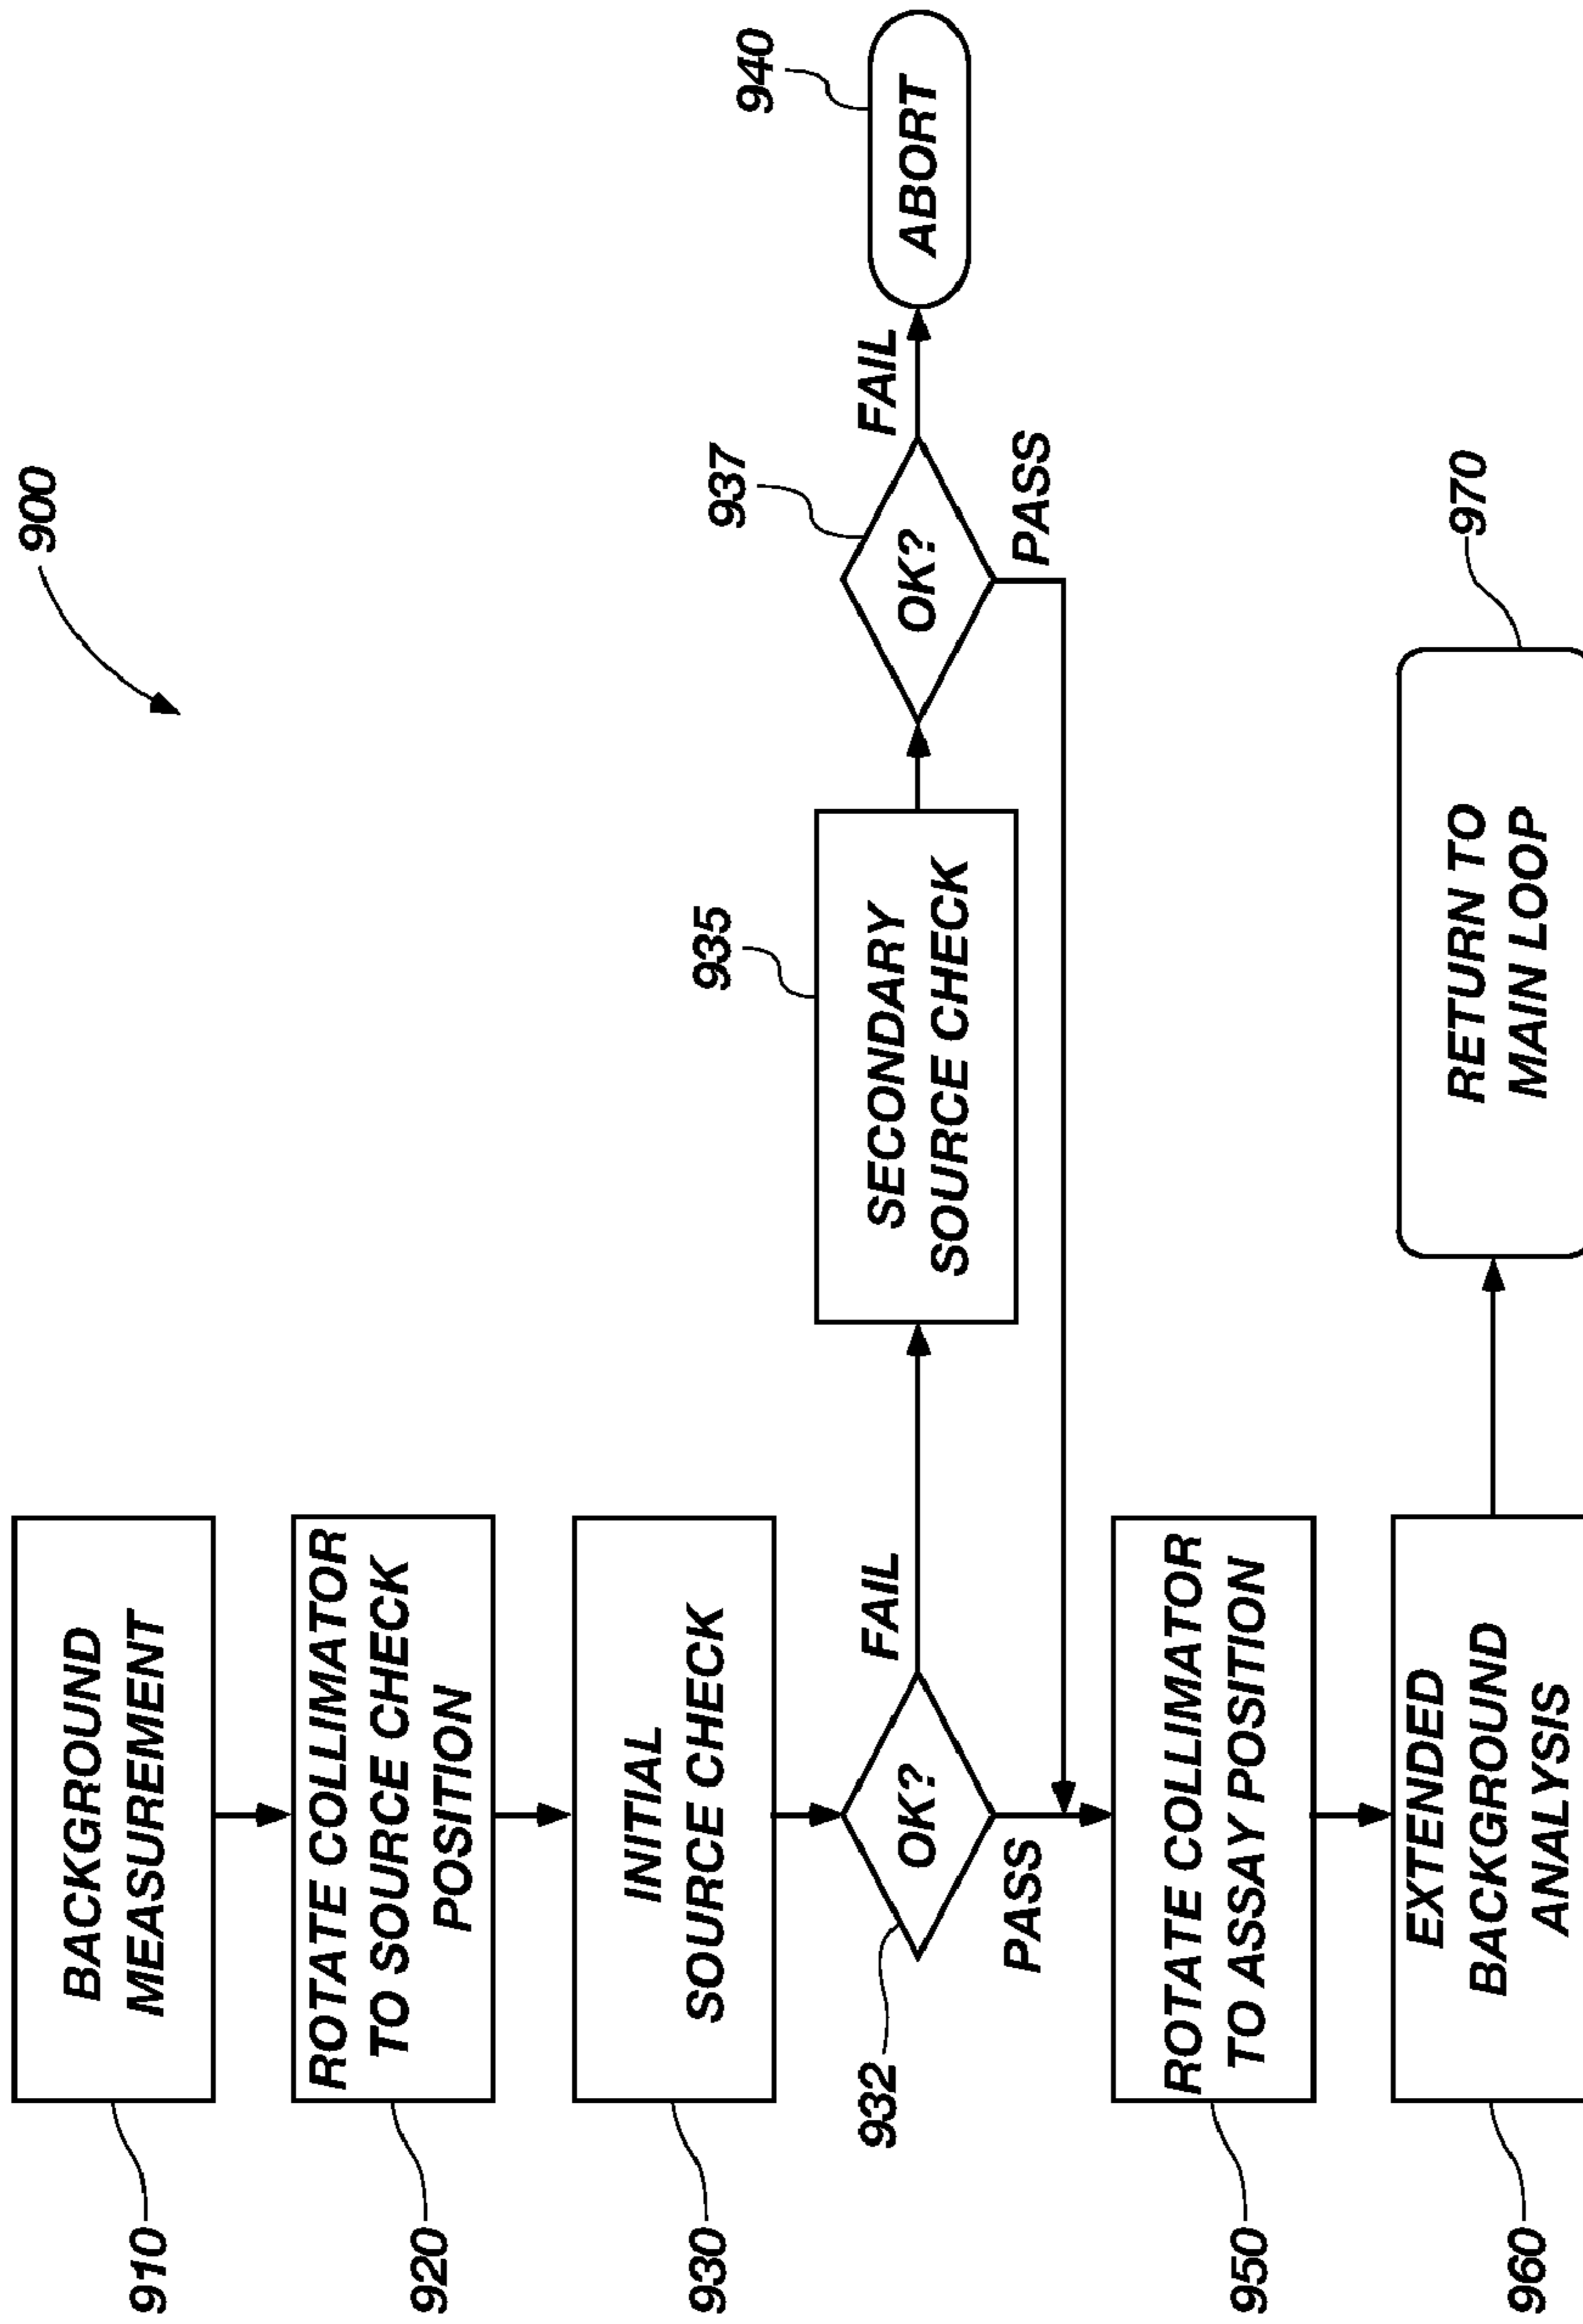 900
910
BACKGROUND
MEASUREMENT
920
ROTATE COLLIMATOR
TO SOURCE CHECK
POSITION
930
INITIAL
SOURCE CHECK
932
OK?
FAIL
PASS
935
SECONDARY
SOURCE CHECK
937
OK?
FAIL
PASS
940
ABORT
950
ROTATE COLLIMATOR
TO ASSAY POSITION
960
EXTENDED
BACKGROUND
ANALYSIS
970
RETURN TO
MAIN LOOP